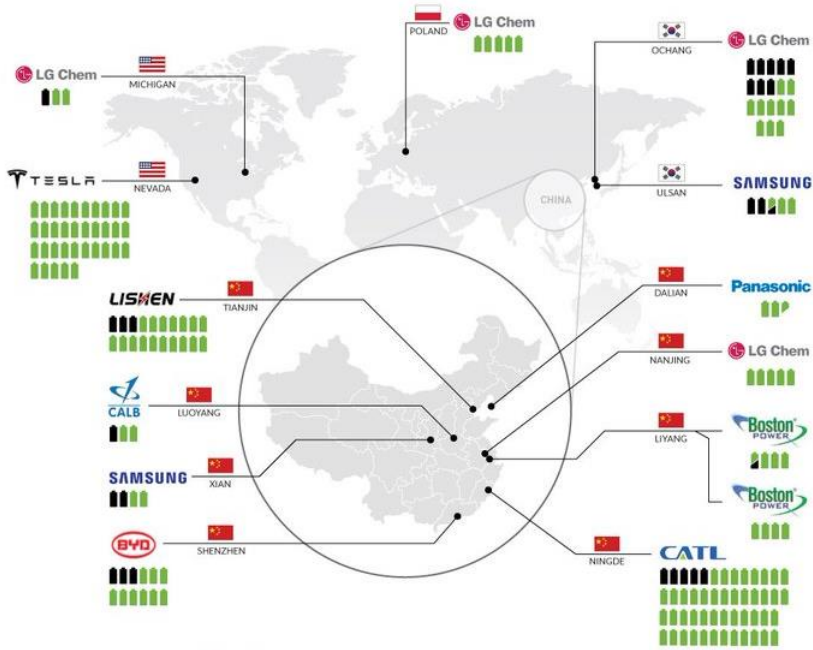 POLAND
LG Chem
OCHANG
LG Chem
LG Chem
MICHIGAN
TESLA
NEVADA
ULSAN
SAMSUNG
CHINA
LISHEN
TIANJIN
DALIAN
Panasonic
NANJING
LG Chem
CALB
LUOYANG
LIYANG
Boston
POWER
SAMSUNG
XIAN
Boston
POWER
BYD
SHENZHEN
NINGDE
CATL